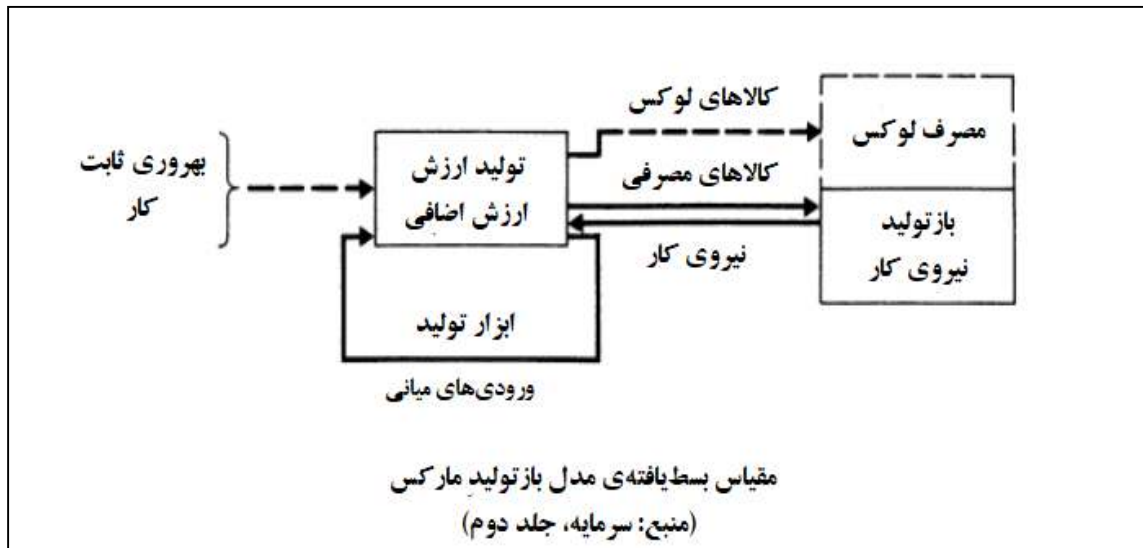 کالاهای لوکس
مصرف لوکس
بهروری ثابت
کار
تولید ارزش
ارزش اضافی
کالاهای مصرفی
نیروی کار
بازتولید
نیروی کار
ابزار تولید
ورودی‌های میانی
مقیاس بسط‌یافته‌ی مدل بازتولیدِ مارکس
(منبع: سرمایه، جلد دوم)